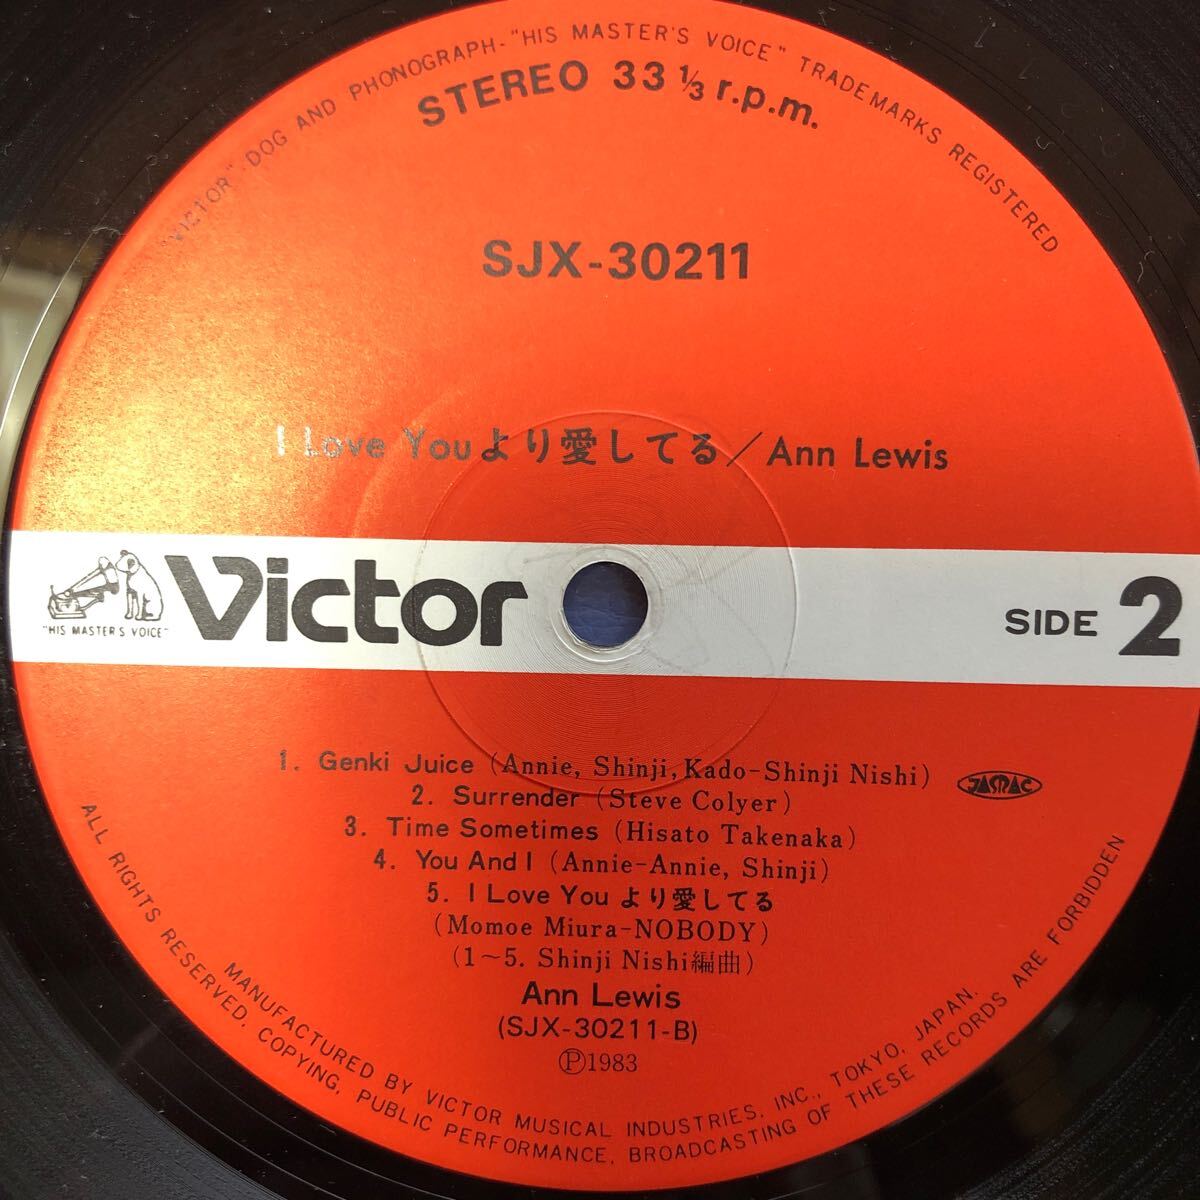 "VICTOR"-DOG AND PHONOGRAPH-"HIS MASTER'S VOICE" TRADEMARKS REGISTERED
STEREO 33 1/3 r.p.m.
SJX-30211
I Love Youより愛してる／Ann Lewis
"HIS MASTER'S VOICE"
Victor
SIDE 2
1. Genki Juice (Annie, Shinji, Kado-Shinji Nishi)
JASRAC
2. Surrender (Steve Colyer)
3. Time Sometimes (Hisato Takenaka)
4. You And I (Annie-Annie, Shinji)
5. I Love You より愛してる
(Momoe Miura-NOBODY)
(1～5. Shinji Nishi編曲)
Ann Lewis
(SJX-30211-B)
Ⓟ1983
MANUFACTURED BY VICTOR MUSICAL INDUSTRIES, INC., TOKYO, JAPAN.
ALL RIGHTS RESERVED. COPYING, PUBLIC PERFORMANCE, BROADCASTING OF THESE RECORDS ARE FORBIDDEN